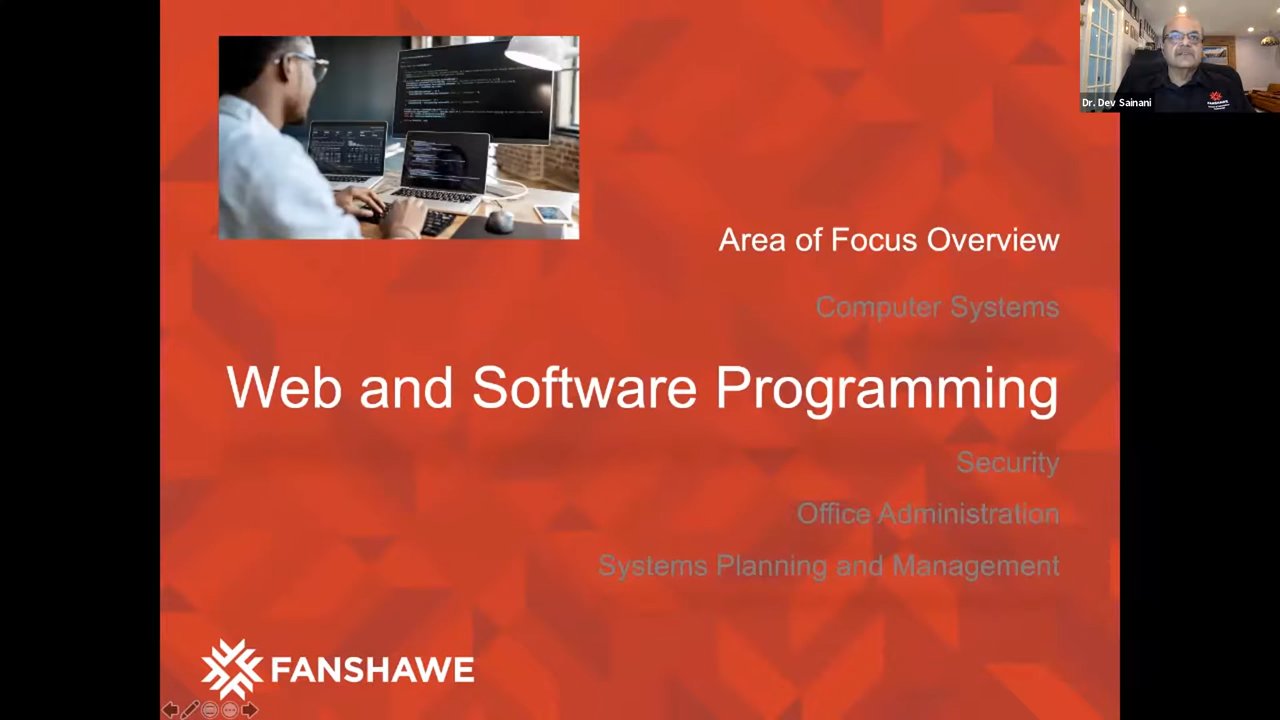 Dr. Dev Sainani
Area of Focus Overview
Computer Systems
Web and Software Programming
Security
Office Administration
Systems Planning and Management
FANSHAWE